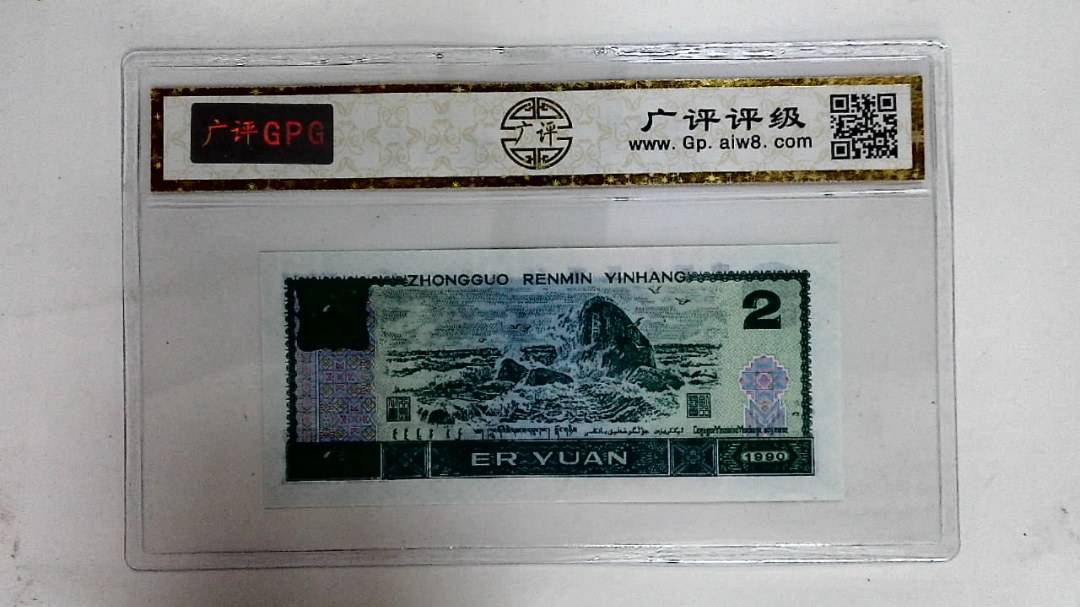 广评GPG
广评
广评评级
www. Gp. aiw8. com
ZHONGGUO RENMIN YINHANG
2
ER YUAN
1990